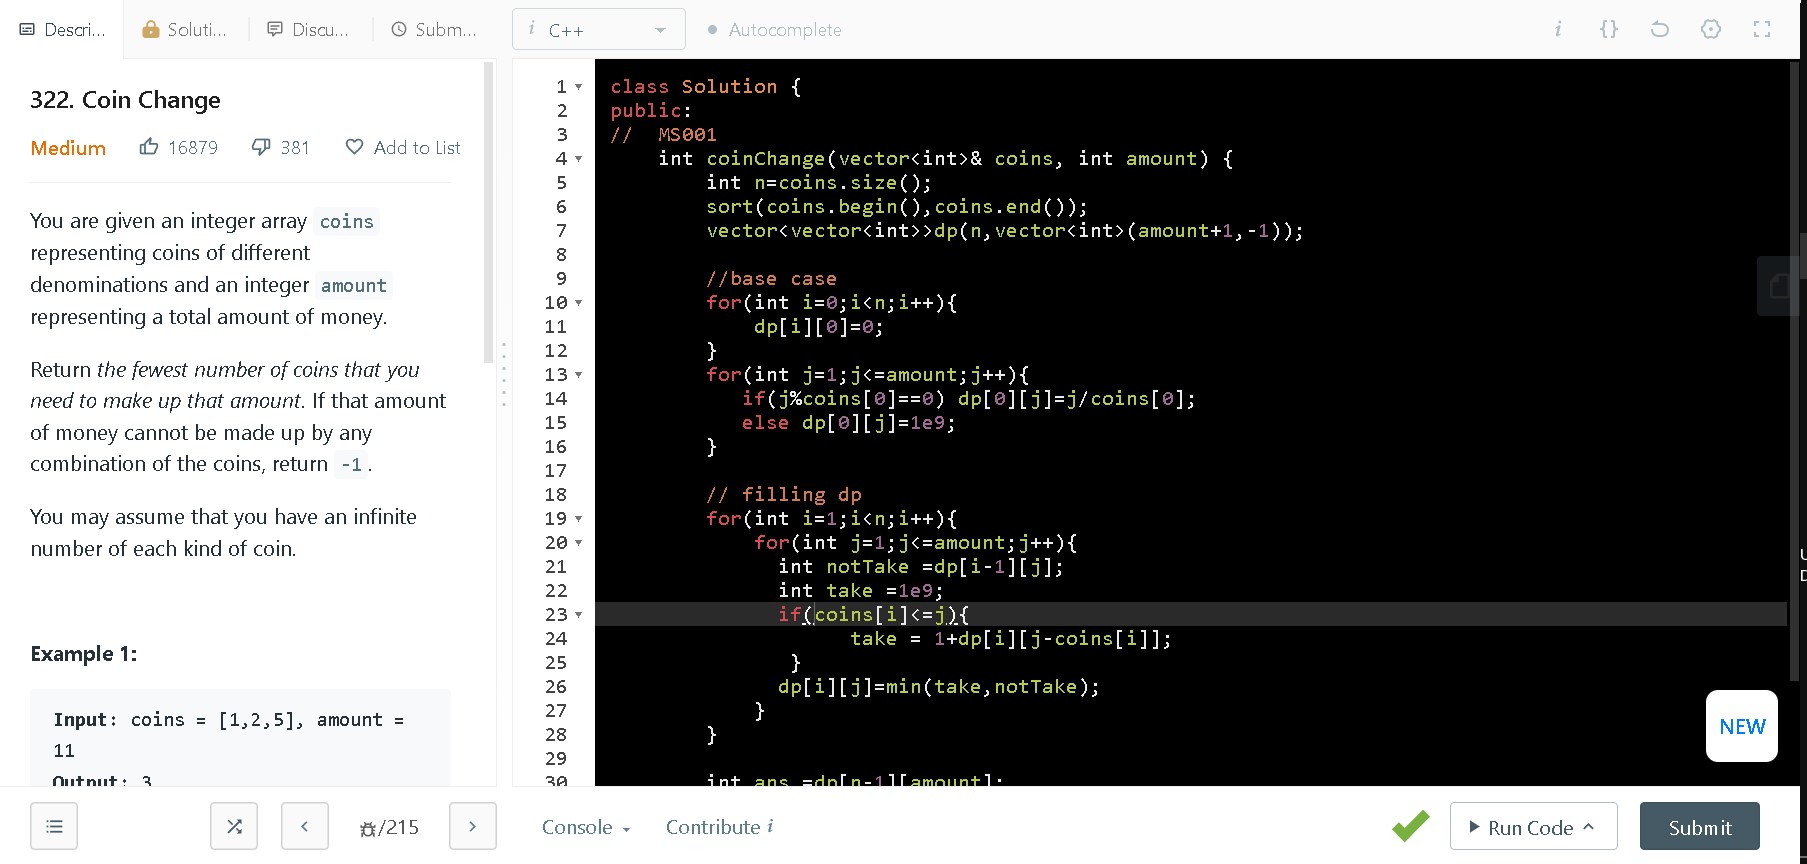 Descri...
Soluti...
Discu...
Subm...
i C++
Autocomplete
i {}
322. Coin Change
Medium 16879 381 Add to List
You are given an integer array coins
representing coins of different
denominations and an integer amount
representing a total amount of money.
Return the fewest number of coins that you
need to make up that amount. If that amount
of money cannot be made up by any
combination of the coins, return -1.
You may assume that you have an infinite
number of each kind of coin.
Example 1:
Input: coins = [1,2,5], amount =
11
Output: 3
1 class Solution {
2 public:
3 //  MS001
4     int coinChange(vector<int>& coins, int amount) {
5         int n=coins.size();
6         sort(coins.begin(),coins.end());
7         vector<vector<int>>dp(n,vector<int>(amount+1,-1));
8
9         //base case
10         for(int i=0;i<n;i++){
11             dp[i][0]=0;
12         }
13         for(int j=1;j<=amount;j++){
14            if(j%coins[0]==0) dp[0][j]=j/coins[0];
15            else dp[0][j]=1e9;
16         }
17
18         // filling dp
19         for(int i=1;i<n;i++){
20             for(int j=1;j<=amount;j++){
21               int notTake =dp[i-1][j];
22               int take =1e9;
23               if(coins[i]<=j){
24                     take = 1+dp[i][j-coins[i]];
25                }
26               dp[i][j]=min(take,notTake);
27             }
28         }
29
30         int ans =dp[n-1][amount];
NEW
/215
Console
Contribute i
Run Code
Submit